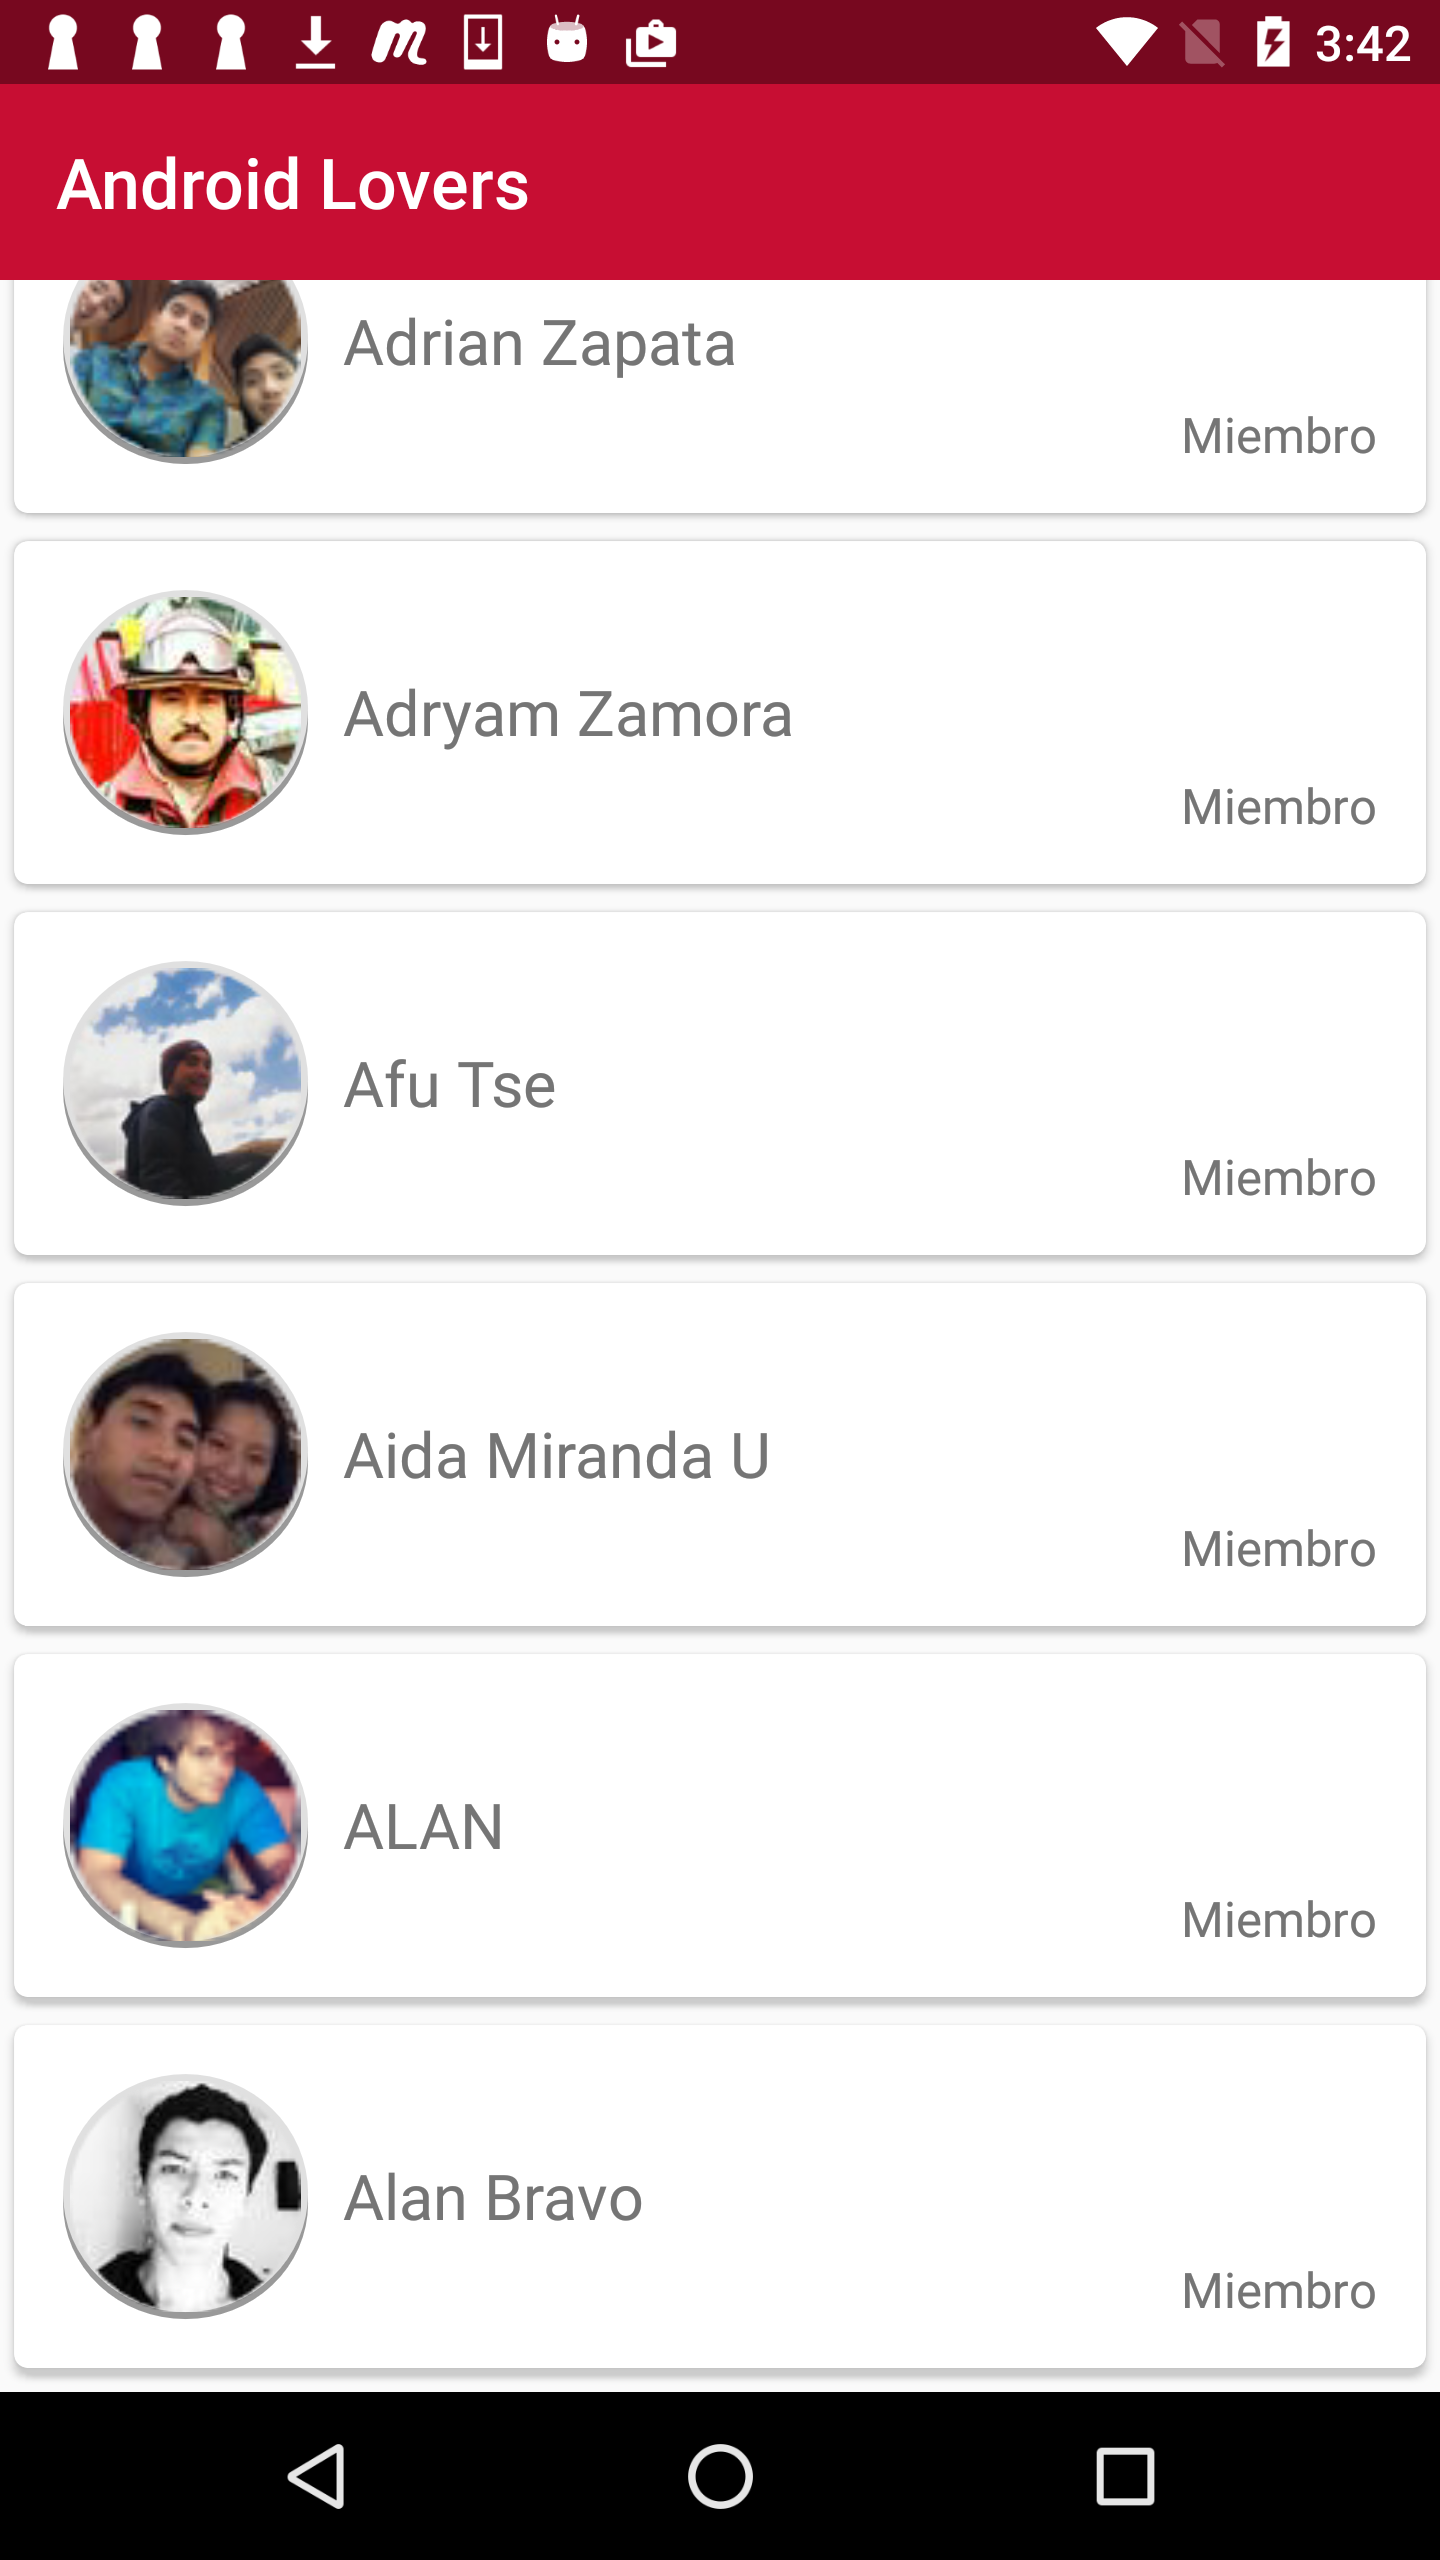 3:42
Android Lovers
Adrian Zapata
Miembro
Adryam Zamora
Miembro
Afu Tse
Miembro
Aida Miranda U
Miembro
ALAN
Miembro
Alan Bravo
Miembro